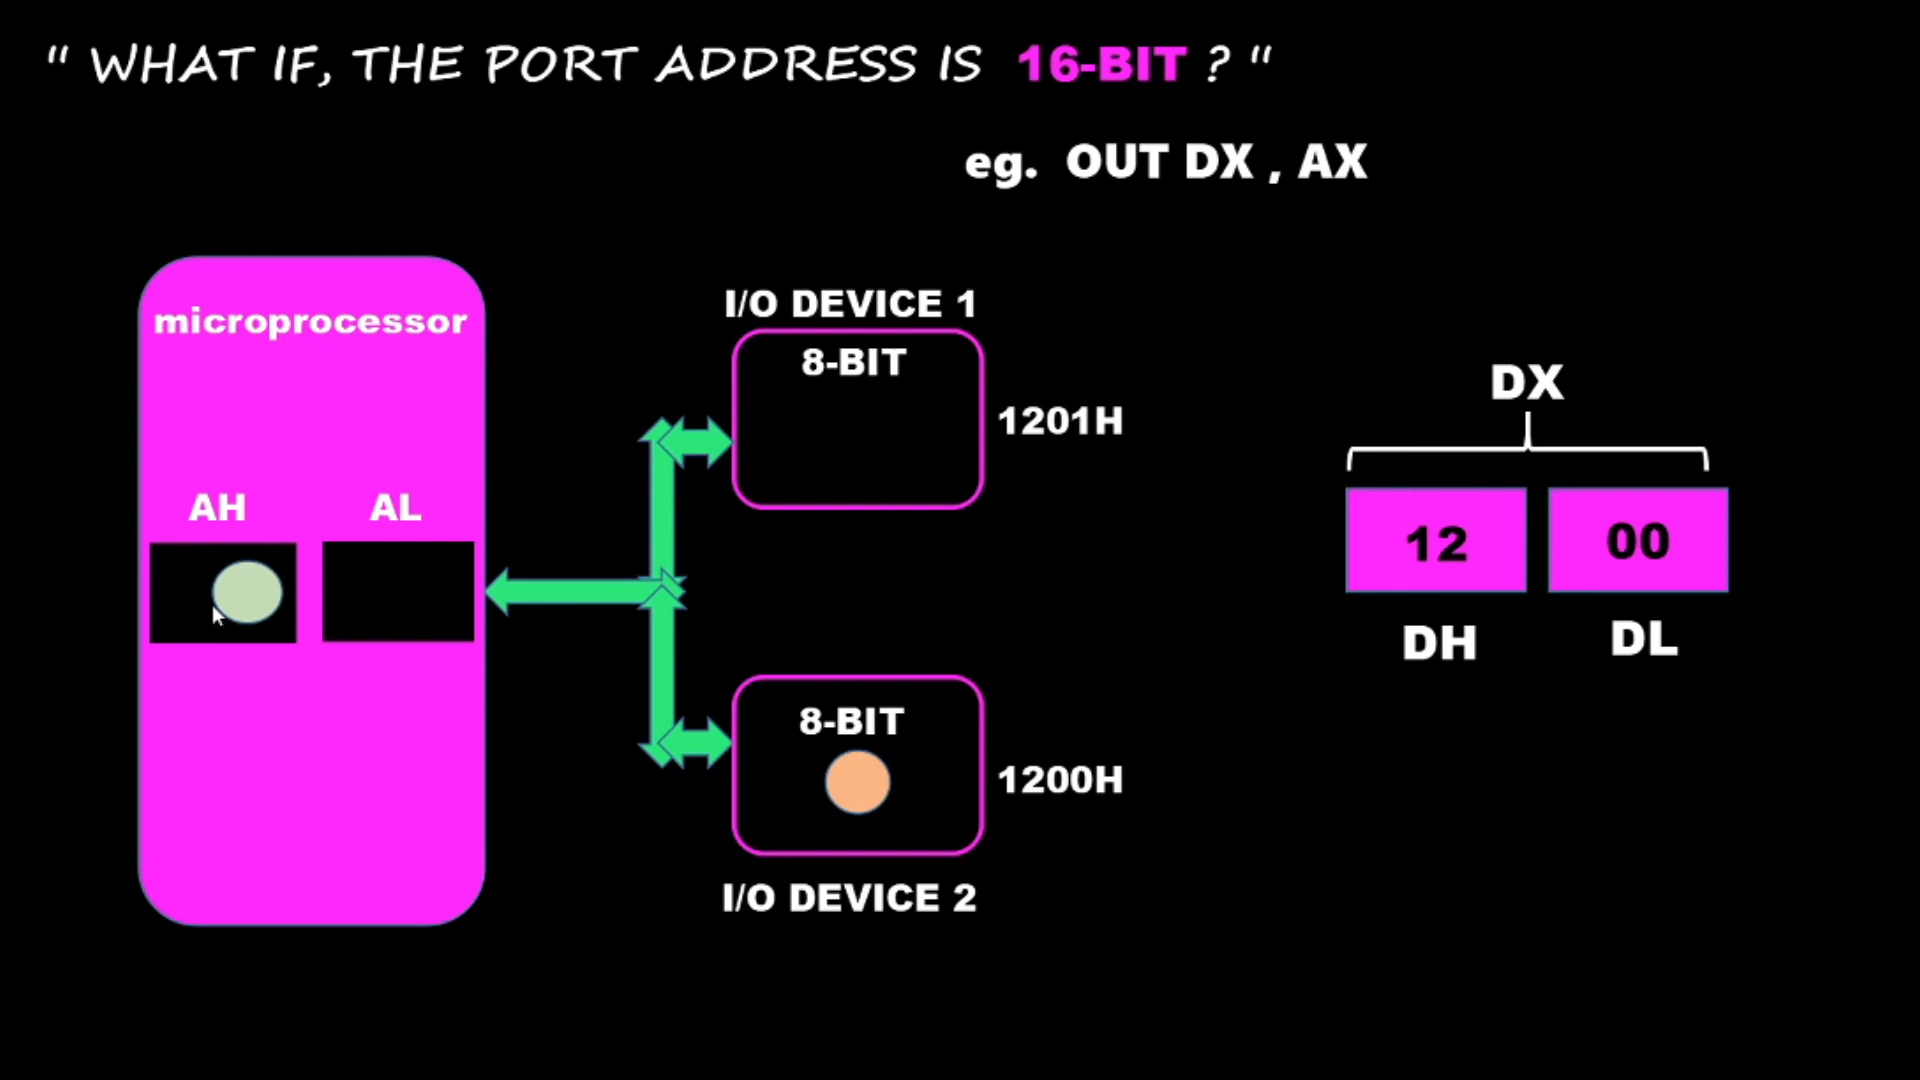 " WHAT IF, THE PORT ADDRESS IS 16-BIT ? "
eg. OUT DX , AX
microprocessor
AH AL
I/O DEVICE 1
8-BIT
1201H
8-BIT
1200H
I/O DEVICE 2
DX
12 00
DH DL